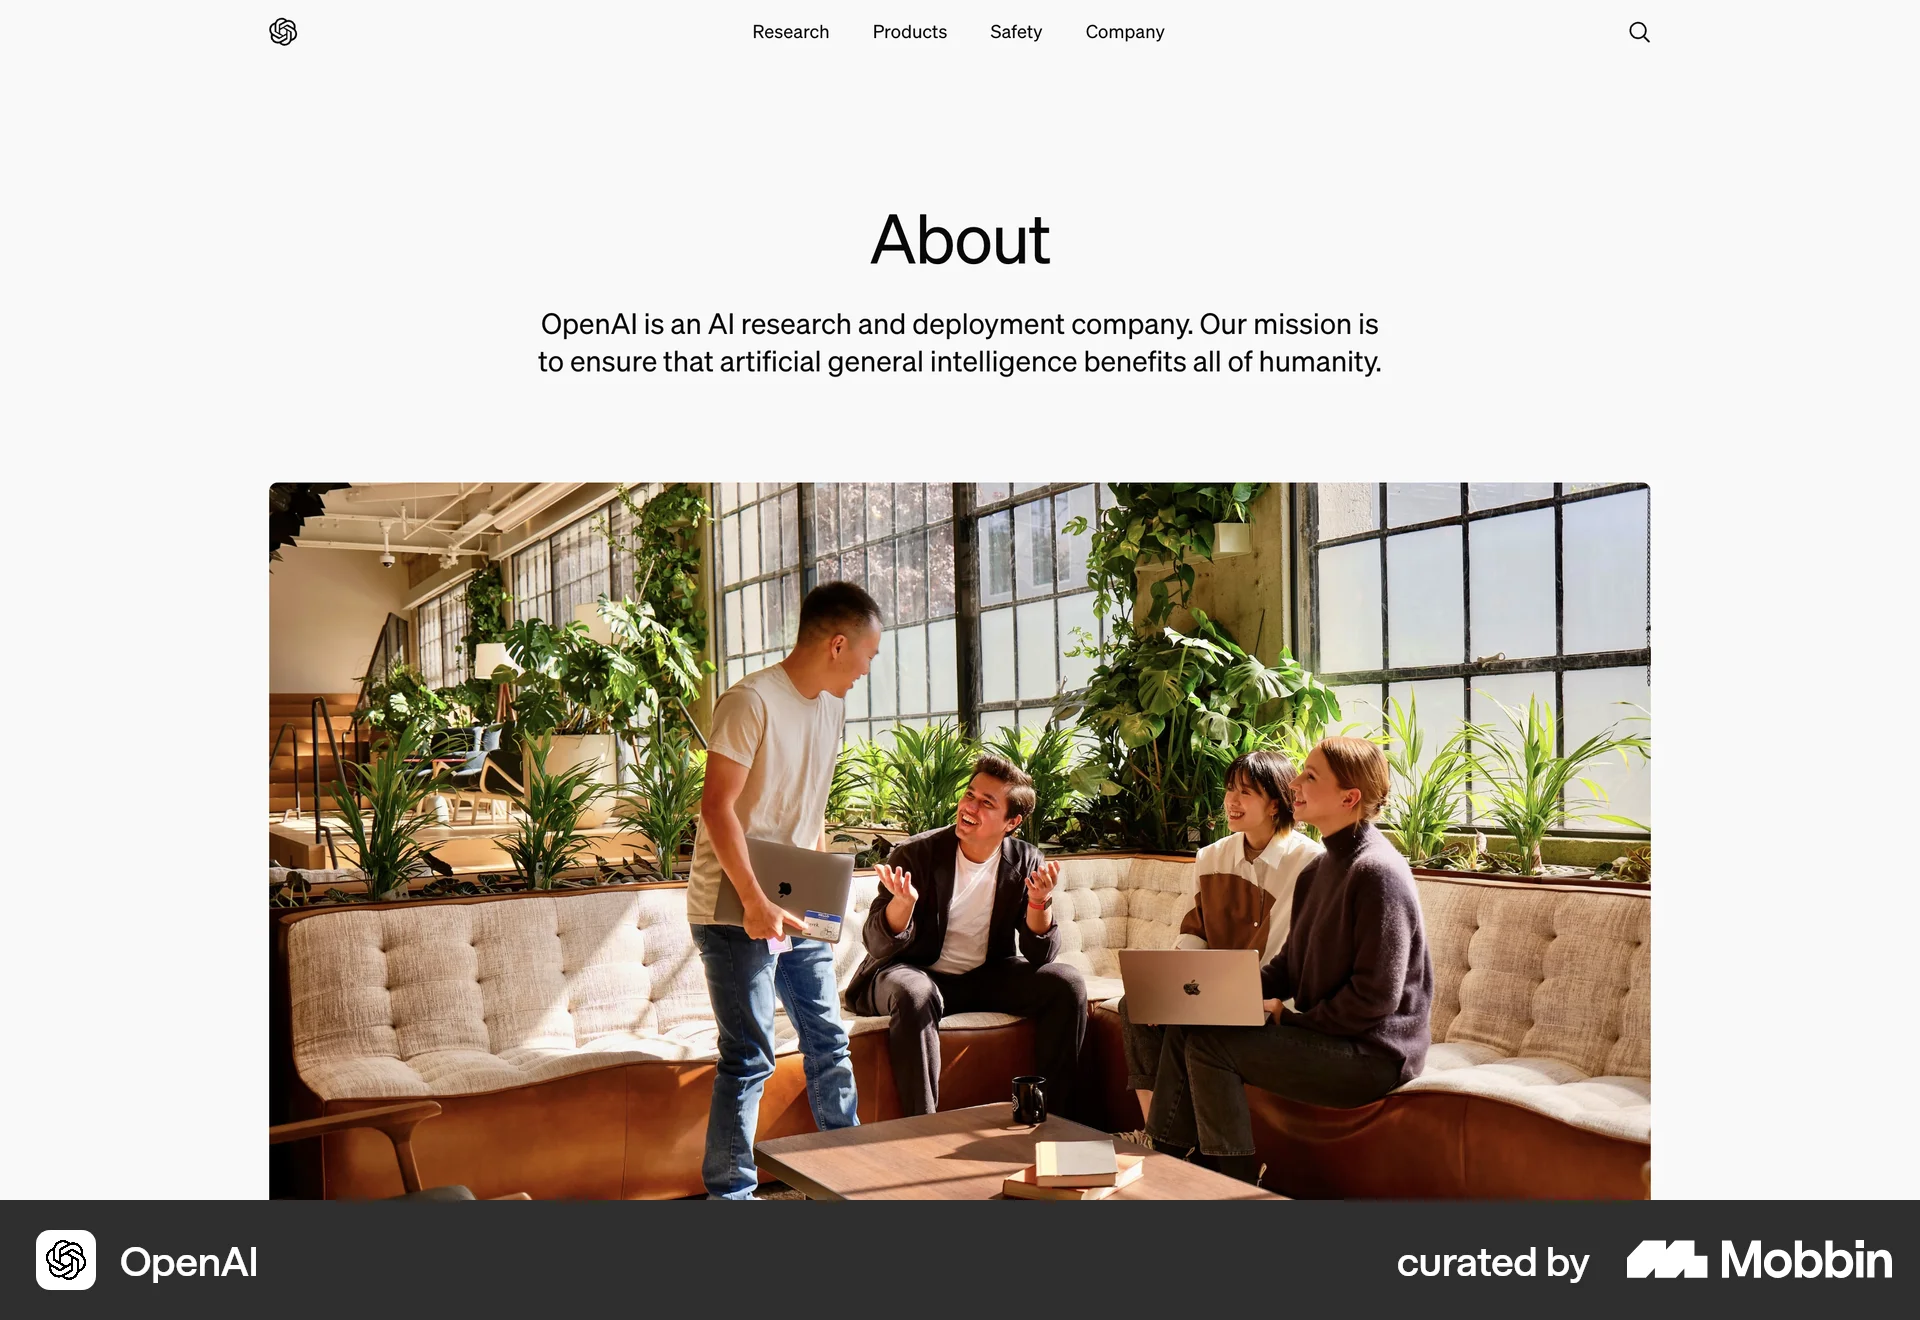 Research Products Safety Company
About
OpenAI is an AI research and deployment company. Our mission is
to ensure that artificial general intelligence benefits all of humanity.
OpenAI
curated by Mobbin